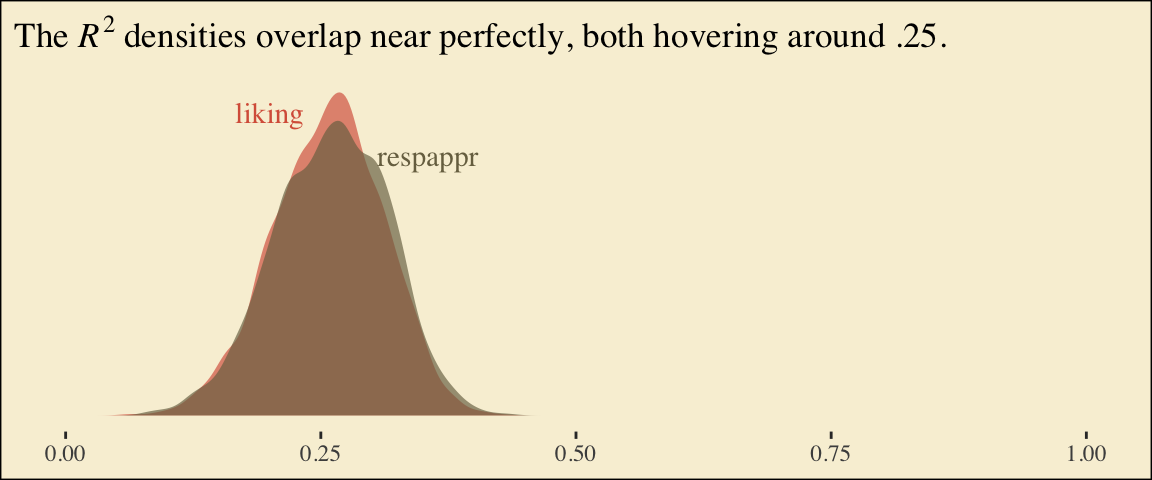 The R² densities overlap near perfectly, both hovering around .25.
liking
respappr
0.00 0.25 0.50 0.75 1.00